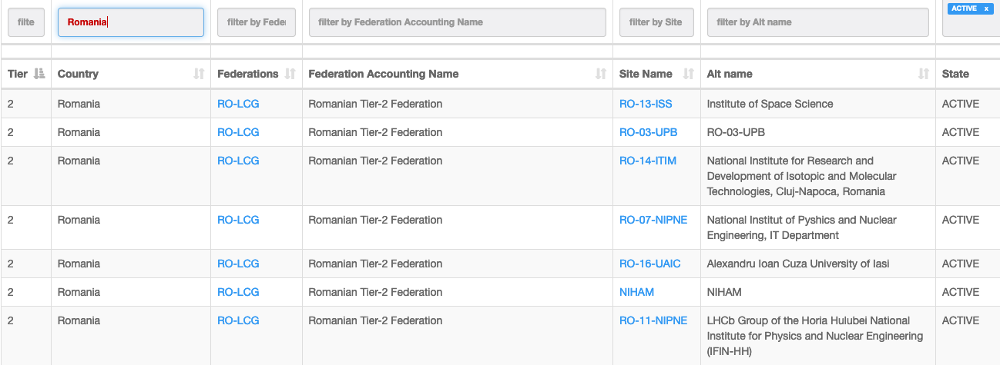 filte Romania filter by Feder filter by Federation Accounting Name filter by Site filter by Alt name ACTIVE x
Tier Country Federations Federation Accounting Name Site Name Alt name State
2 Romania RO-LCG Romanian Tier-2 Federation RO-13-ISS Institute of Space Science ACTIVE
2 Romania RO-LCG Romanian Tier-2 Federation RO-03-UPB RO-03-UPB ACTIVE
2 Romania RO-LCG Romanian Tier-2 Federation RO-14-ITIM National Institute for Research and ACTIVE
Development of Isotopic and Molecular
Technologies, Cluj-Napoca, Romania
2 Romania RO-LCG Romanian Tier-2 Federation RO-07-NIPNE National Institut of Pyshics and Nuclear ACTIVE
Engineering, IT Department
2 Romania RO-LCG Romanian Tier-2 Federation RO-16-UAIC Alexandru Ioan Cuza University of Iasi ACTIVE
2 Romania RO-LCG Romanian Tier-2 Federation NIHAM NIHAM ACTIVE
2 Romania RO-LCG Romanian Tier-2 Federation RO-11-NIPNE LHCb Group of the Horia Hulubei National ACTIVE
Institute for Physics and Nuclear Engineering
(IFIN-HH)